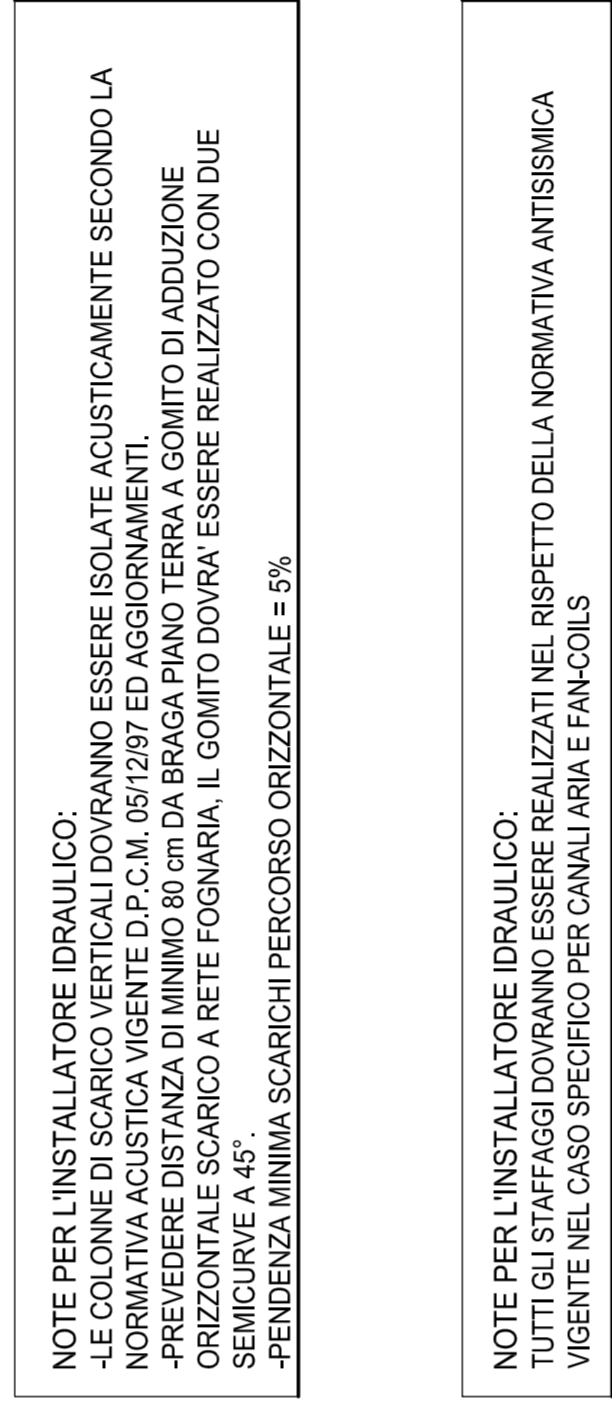 NOTE PER L'INSTALLATORE IDRAULICO:
-LE COLONNE DI SCARICO VERTICALI DOVRANNO ESSERE ISOLATE ACUSTICAMENTE SECONDO LA
NORMATIVA ACUSTICA VIGENTE D.P.C.M. 05/12/97 ED AGGIORNAMENTI.
-PREVEDERE DISTANZA DI MINIMO 80 cm DA BRAGA PIANO TERRA A GOMITO DI ADDUZIONE
ORIZZONTALE SCARICO A RETE FOGNARIA, IL GOMITO DOVRA' ESSERE REALIZZATO CON DUE
SEMICURVE A 45°.
-PENDENZA MINIMA SCARICHI PERCORSO ORIZZONTALE = 5%
NOTE PER L'INSTALLATORE IDRAULICO:
TUTTI GLI STAFFAGGI DOVRANNO ESSERE REALIZZATI NEL RISPETTO DELLA NORMATIVA ANTISISMICA
VIGENTE NEL CASO SPECIFICO PER CANALI ARIA E FAN-COILS